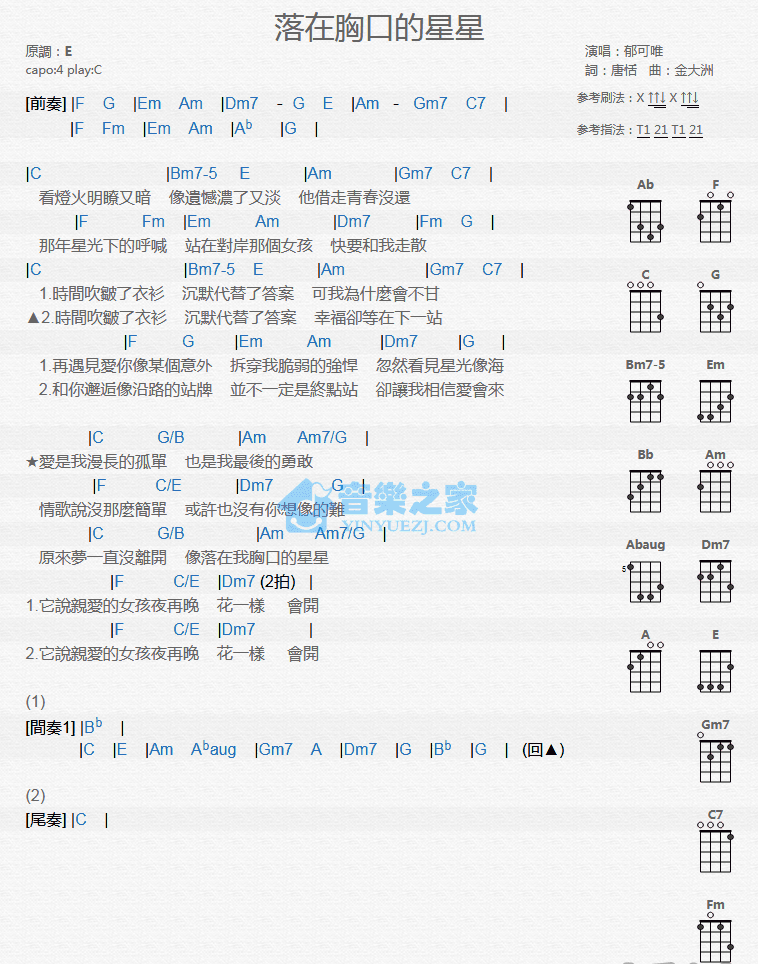 落在胸口的星星
原調：E
capo:4 play:C
演唱：郁可唯
詞：唐恬 曲：金大洲
參考刷法：X ↑↑↓ X ↑↑↓
參考指法：T1 21 T1 21
[前奏] |F G |Em Am |Dm7 - G E |Am - Gm7 C7 |
|F Fm |Em Am |Aᵇ |G |
|C |Bm7-5 E |Am |Gm7 C7 |
看燈火明瞭又暗 像遺憾濃了又淡 他借走青春沒還
|F Fm |Em Am |Dm7 |Fm G |
那年星光下的呼喊 站在對岸那個女孩 快要和我走散
|C |Bm7-5 E |Am |Gm7 C7 |
1.時間吹皺了衣衫 沉默代替了答案 可我為什麼會不甘
▲2.時間吹皺了衣衫 沉默代替了答案 幸福卻等在下一站
|F G |Em Am |Dm7 |G |
1.再遇見愛你像某個意外 拆穿我脆弱的強悍 忽然看見星光像海
2.和你邂逅像沿路的站牌 並不一定是終點站 卻讓我相信愛會來
|C G/B |Am Am7/G |
★愛是我漫長的孤單 也是我最後的勇敢
|F C/E |Dm7 G |
情歌說沒那麼簡單 或許也沒有你想像的難
|C G/B |Am Am7/G |
原來夢一直沒離開 像落在我胸口的星星
|F C/E |Dm7 (2拍) |
1.它說親愛的女孩夜再晚 花一樣 會開
|F C/E |Dm7 |
2.它說親愛的女孩夜再晚 花一樣 會開
(1)
[間奏1] |Bᵇ |
|C |E |Am Aᵇaug |Gm7 A |Dm7 |G |Bᵇ |G | (回▲)
(2)
[尾奏] |C |
音樂之家
XINYUEZJ.COM
Ab F
C G
Bm7-5 Em
Bb Am
Abaug Dm7
5
A E
Gm7
C7
Fm